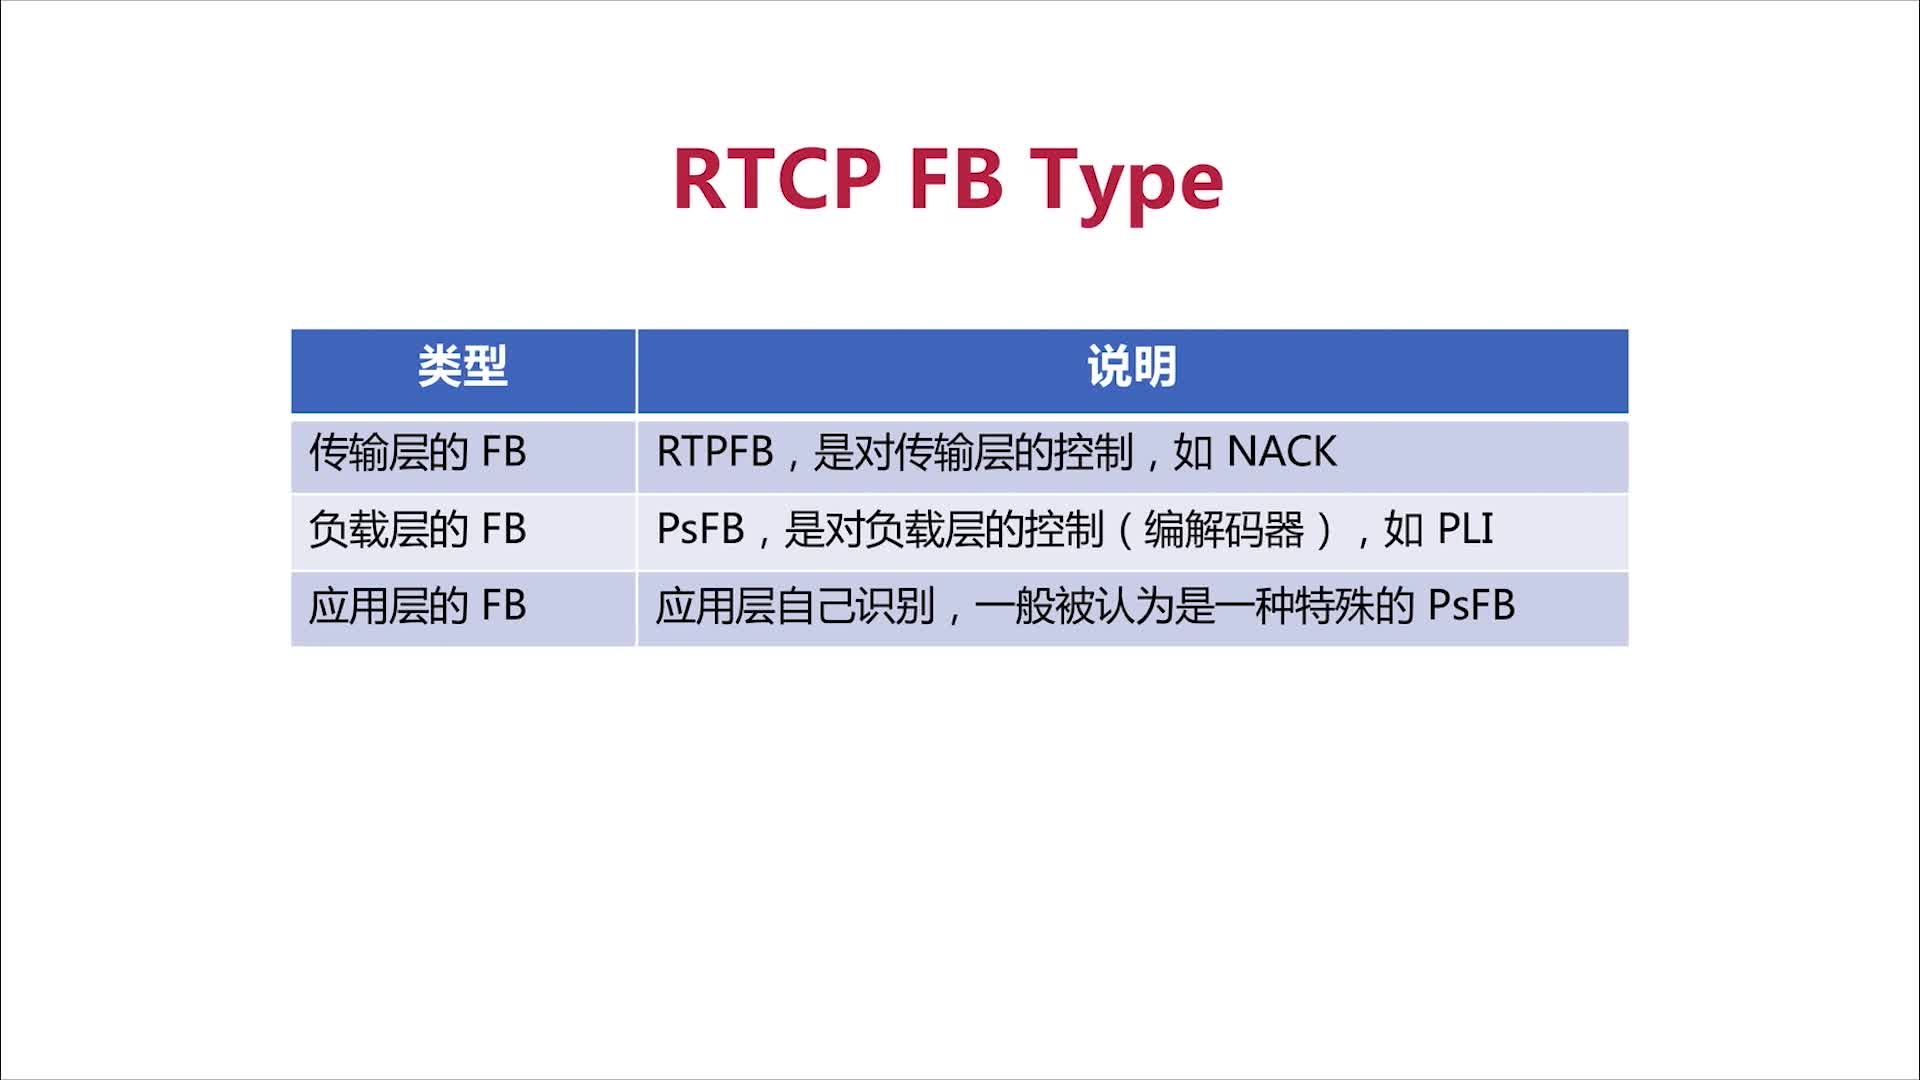 RTCP FB Type
类型 说明
传输层的 FB RTPFB，是对传输层的控制，如 NACK
负载层的 FB PsFB，是对负载层的控制（编解码器），如 PLI
应用层的 FB 应用层自己识别，一般被认为是一种特殊的 PsFB